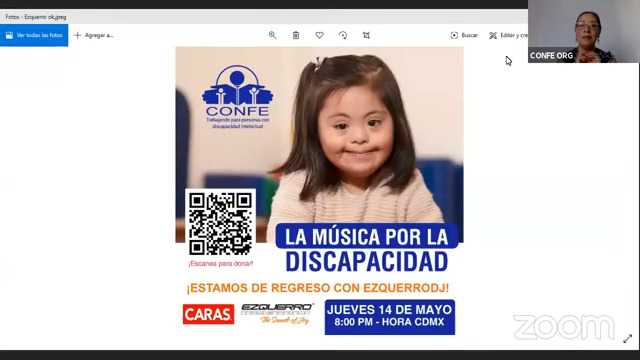 Fotos - Ezquerro ok.jpeg
Ver todas las fotos
Agregar a...
Buscar
Editar y cre
CONFE ORG
CONFE
Trabajando para personas con
discapacidad intelectual
¡Escanea para donar!
LA MÚSICA POR LA
DISCAPACIDAD
¡ESTAMOS DE REGRESO CON EZQUERRODJ!
CARAS
EZQUERRO
The Sounds of Joy
JUEVES 14 DE MAYO
8:00 PM - HORA CDMX
zoom